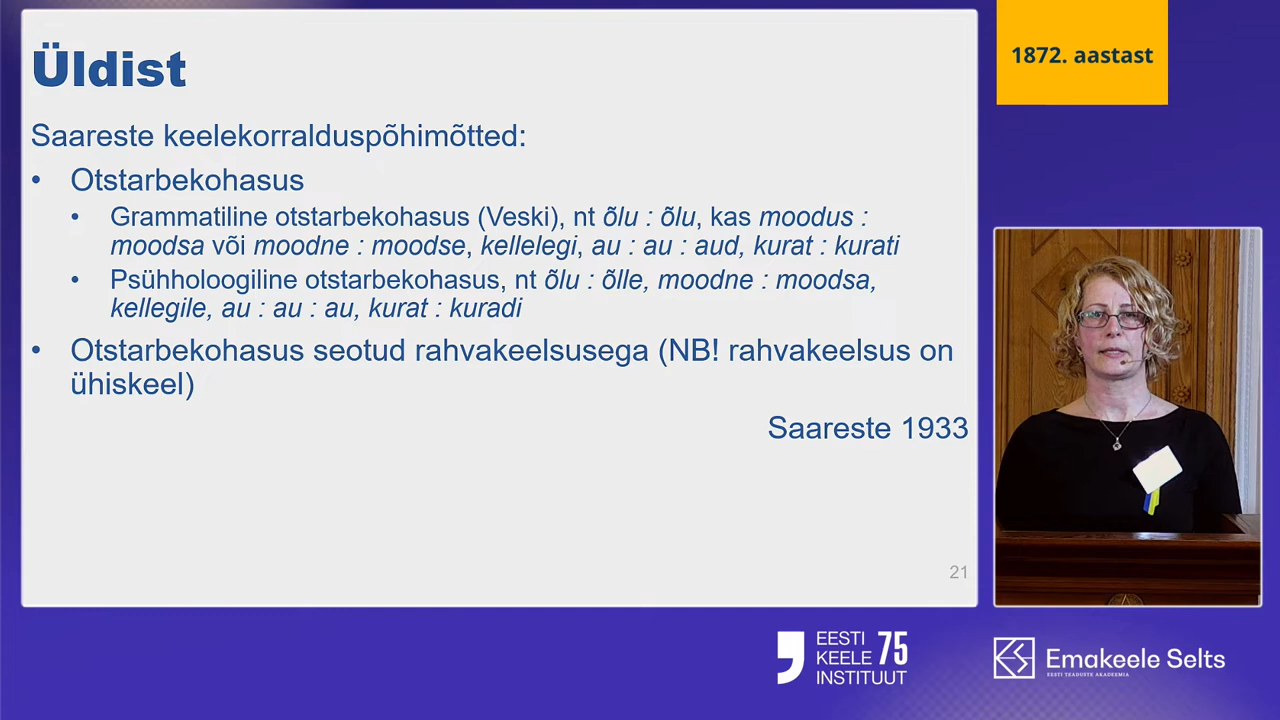 Üldist
Saareste keelekorralduspõhimõtted:
• Otstarbekohasus
• Grammatiline otstarbekohasus (Veski), nt õlu : õlu, kas moodus :
moodsa või moodne : moodse, kellelegi, au : au : aud, kurat : kurati
• Psühholoogiline otstarbekohasus, nt õlu : õlle, moodne : moodsa,
kellegile, au : au : au, kurat : kuradi
• Otstarbekohasus seotud rahvakeelsusega (NB! rahvakeelsus on
ühiskeel)
Saareste 1933
21
1872. aastast
EESTI
KEELE 75
INSTITUUT
Emakeele Selts
EESTI TEADUSTE AKADEEMIA